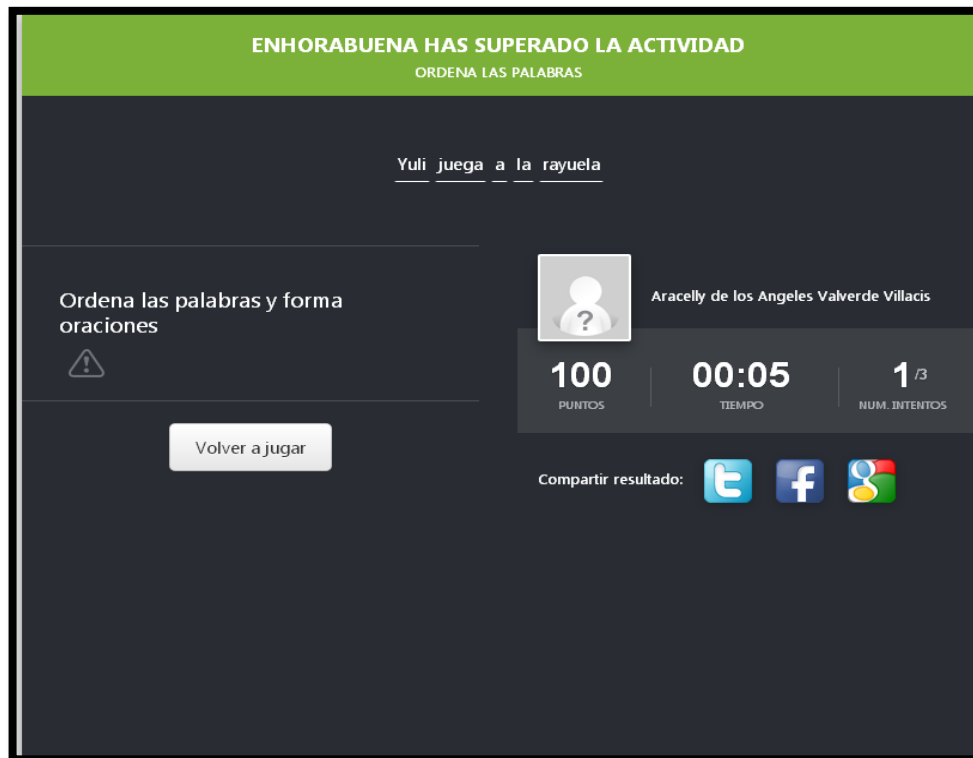 ENHORABUENA HAS SUPERADO LA ACTIVIDAD
ORDENA LAS PALABRAS
Yuli juega a la rayuela
Ordena las palabras y forma
oraciones
Volver a jugar
Aracelly de los Angeles Valverde Villacis
100 00:05 1/3
PUNTOS TIEMPO NUM. INTENTOS
Compartir resultado: